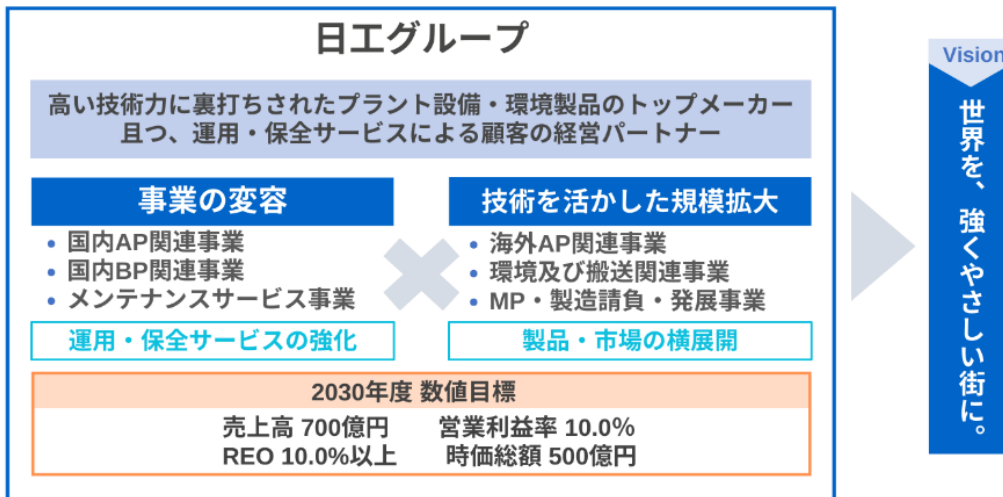 日工グループ
高い技術力に裏打ちされたプラント設備・環境製品のトップメーカー
且つ、運用・保全サービスによる顧客の経営パートナー
事業の変容
• 国内AP関連事業
• 国内BP関連事業
• メンテナンスサービス事業
運用・保全サービスの強化
技術を活かした規模拡大
• 海外AP関連事業
• 環境及び搬送関連事業
• MP・製造請負・発展事業
製品・市場の横展開
2030年度 数値目標
売上高 700億円 営業利益率 10.0%
REO 10.0%以上 時価総額 500億円
Vision
世界を、強くやさしい街に。